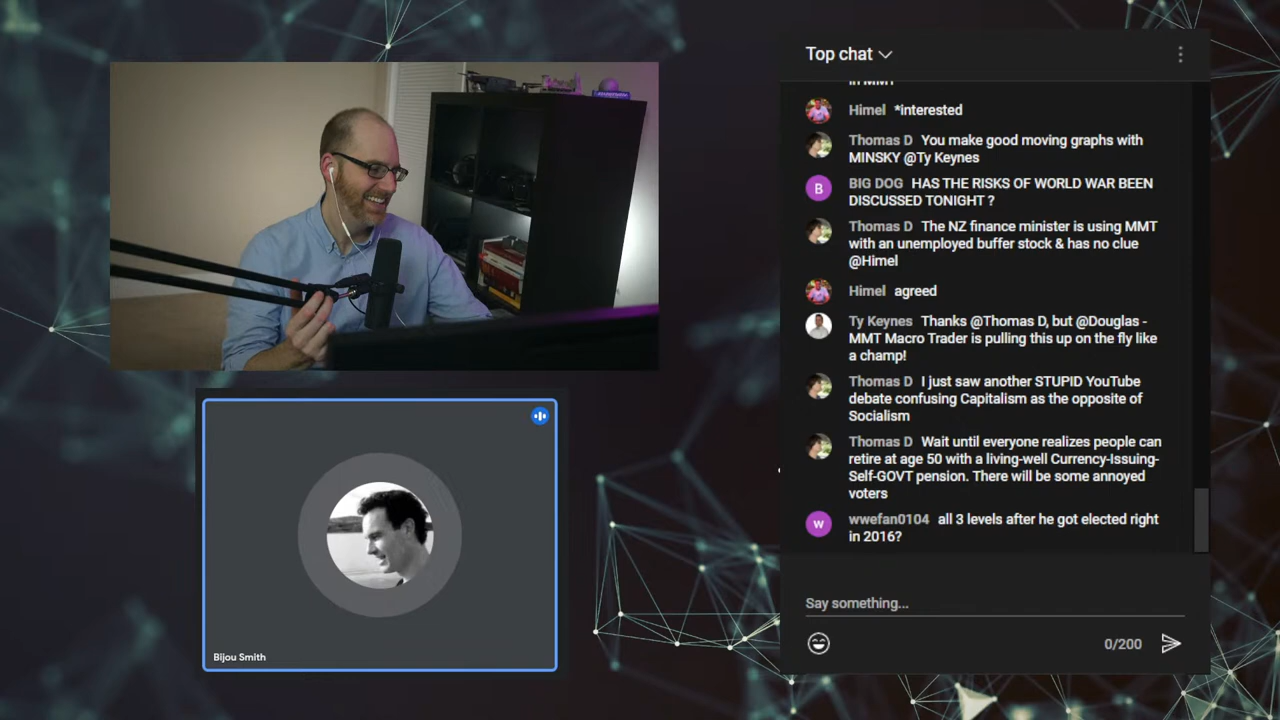 Top chat
in MMT
Himel *interested
Thomas D You make good moving graphs with
MINSKY @Ty Keynes
B
BIG DOG HAS THE RISKS OF WORLD WAR BEEN
DISCUSSED TONIGHT ?
Thomas D The NZ finance minister is using MMT
with an unemployed buffer stock & has no clue
@Himel
Himel agreed
Ty Keynes Thanks @Thomas D, but @Douglas -
MMT Macro Trader is pulling this up on the fly like
a champ!
Thomas D I just saw another STUPID YouTube
debate confusing Capitalism as the opposite of
Socialism
Thomas D Wait until everyone realizes people can
retire at age 50 with a living-well Currency-Issuing-
Self-GOVT pension. There will be some annoyed
voters
w
wwefan0104 all 3 levels after he got elected right
in 2016?
Say something...
0/200
Bijou Smith